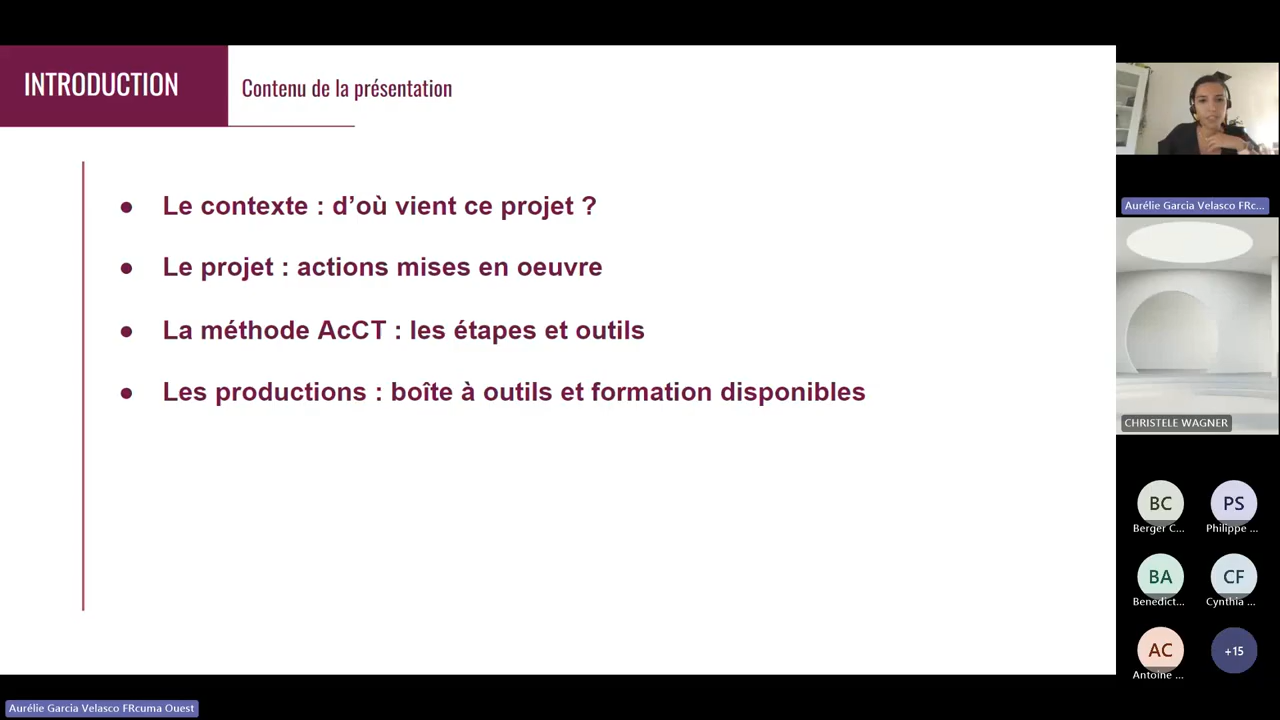 INTRODUCTION
Contenu de la présentation
● Le contexte : d'où vient ce projet ?
● Le projet : actions mises en oeuvre
● La méthode AcCT : les étapes et outils
● Les productions : boîte à outils et formation disponibles
Aurélie Garcia Velasco FRc...
CHRISTELE WAGNER
BC
PS
Berger C...
Philippe ...
BA
CF
Benedict...
Cynthia ...
AC
+15
Antoine ...
Aurélie Garcia Velasco FRcuma Ouest